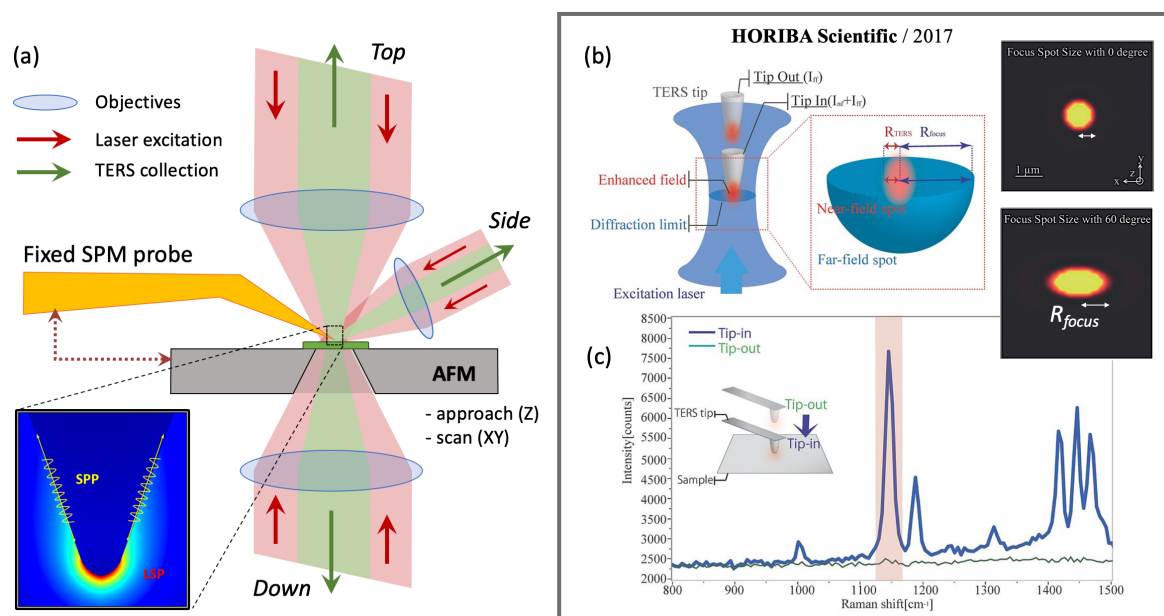 (a)
Top
Objectives
Laser excitation
TERS collection
Side
Fixed SPM probe
AFM
- approach (Z)
- scan (XY)
SPP
LSP
Down
HORIBA Scientific / 2017
(b)
Tip Out (Iff)
TERS tip
Tip In(Inf+Iff)
Enhanced field
Diffraction limit
Excitation laser
RTERS
Rfocus
Near-field spot
Far-field spot
Focus Spot Size with 0 degree
1 µm
y
z
x
Focus Spot Size with 60 degree
Rfocus
(c)
Tip-in
Tip-out
Tip-out
TERS tip
Tip-in
Sample
Intensity[counts]
8500
8000
7500
7000
6500
6000
5500
5000
4500
4000
3500
3000
2500
2000
800 900 1000 1100 1200 1300 1400 1500
Raman shift[cm-1]